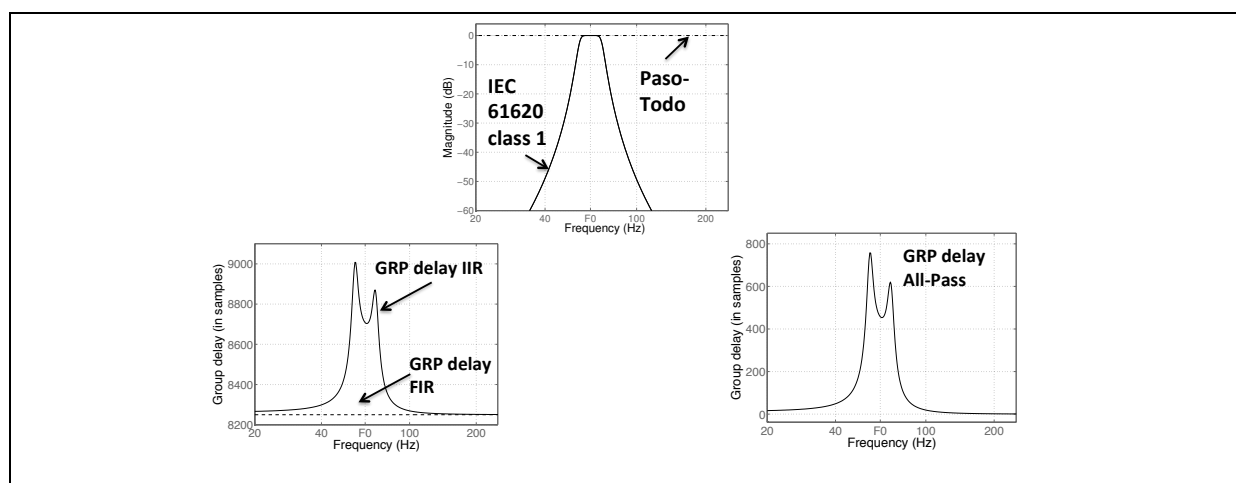 0
−10
−20
−30
−40
−50
−60
Magnitude (dB)
IEC
61620
class 1
Paso-
Todo
20
40
F0
100
200
Frequency (Hz)
9000
8800
8600
8400
8200
Group delay (in samples)
GRP delay IIR
GRP delay
FIR
20
40
F0
100
200
Frequency (Hz)
800
600
400
200
0
Group delay (in samples)
GRP delay
All-Pass
20
40
F0
100
200
Frequency (Hz)